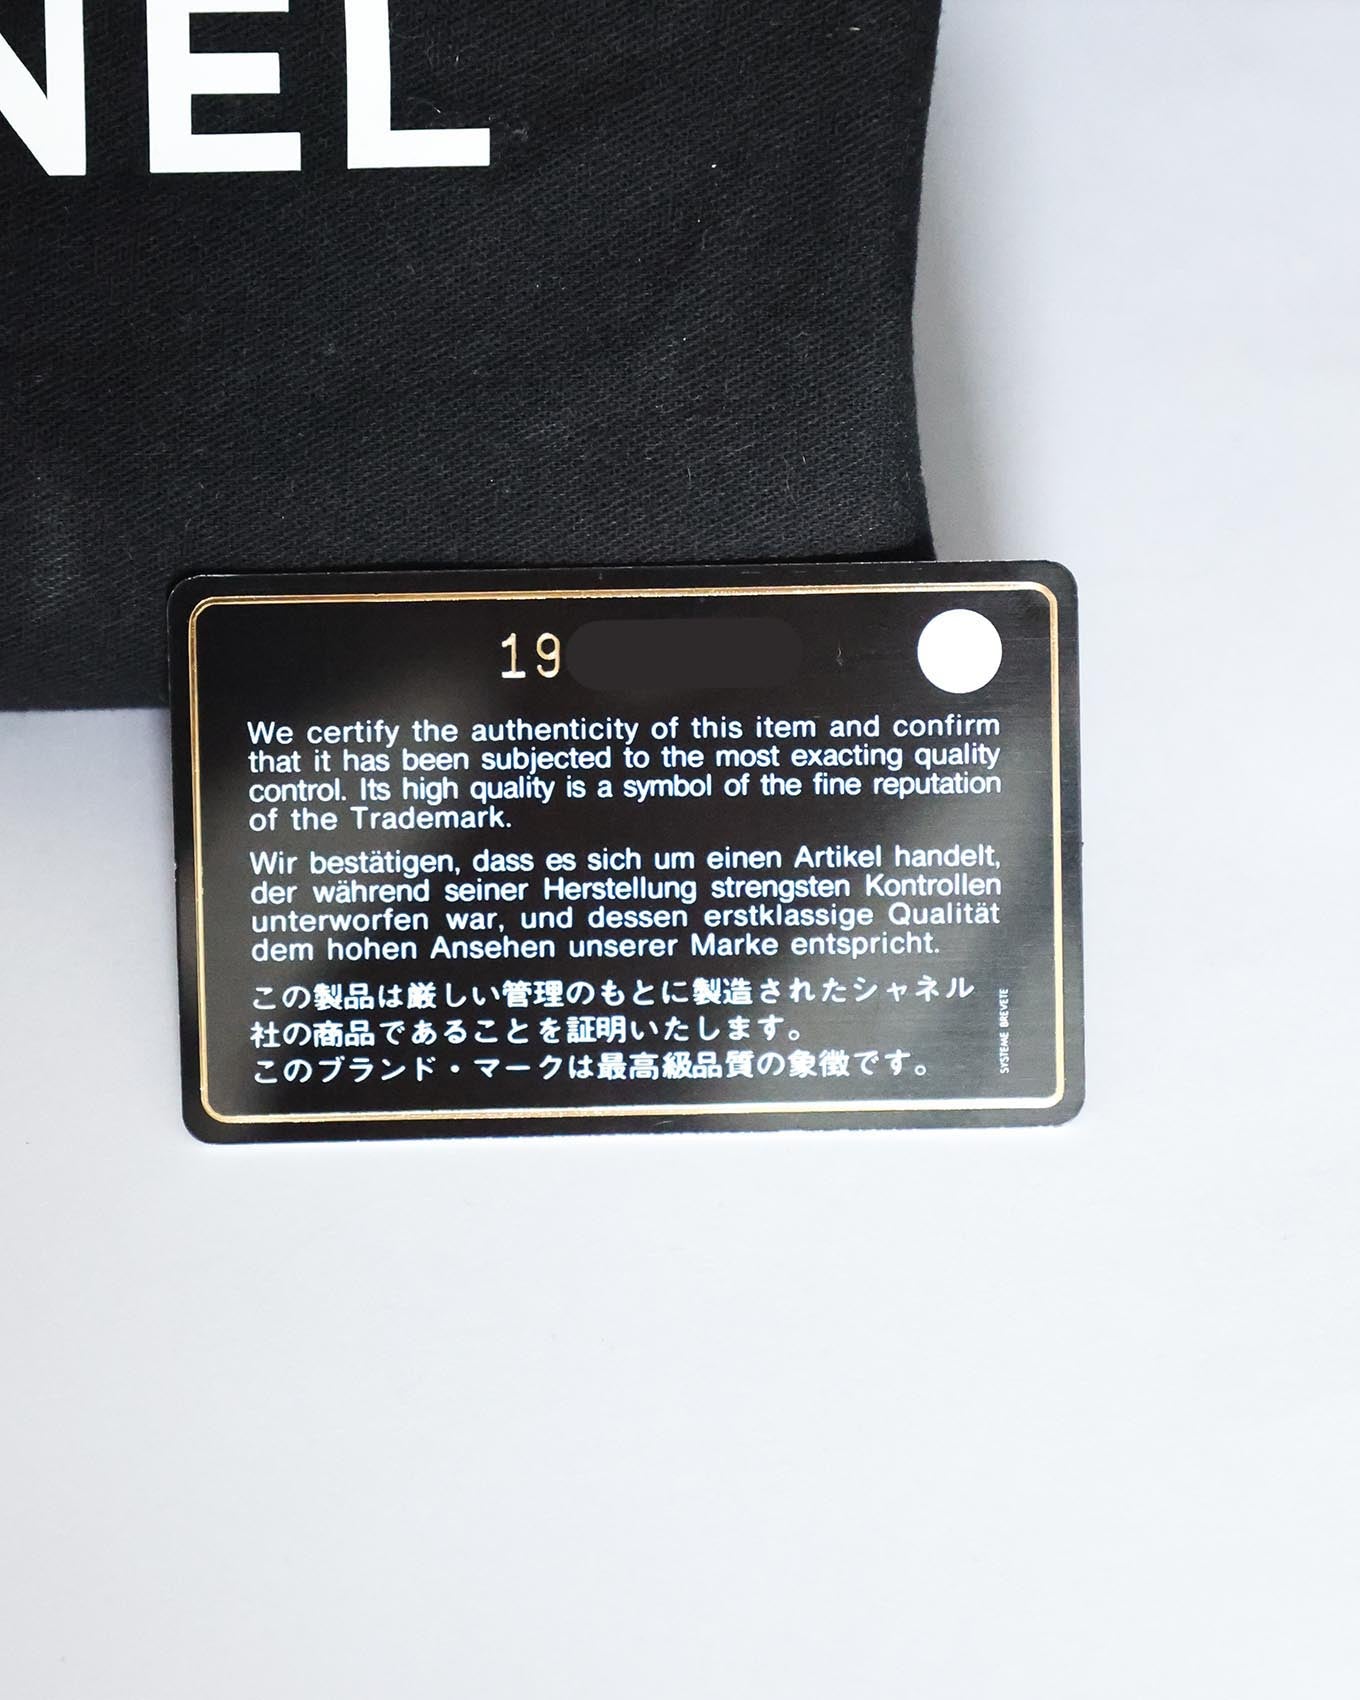 NEL
19
We certify the authenticity of this item and confirm
that it has been subjected to the most exacting quality
control. Its high quality is a symbol of the fine reputation
of the Trademark.
Wir bestätigen, dass es sich um einen Artikel handelt,
der während seiner Herstellung strengsten Kontrollen
unterworfen war, und dessen erstklassige Qualität
dem hohen Ansehen unserer Marke entspricht.
この製品は厳しい管理のもとに製造されたシャネル
社の商品であることを証明いたします。
このブランド・マークは最高級品質の象徴です。
SYSTEME BREVETE